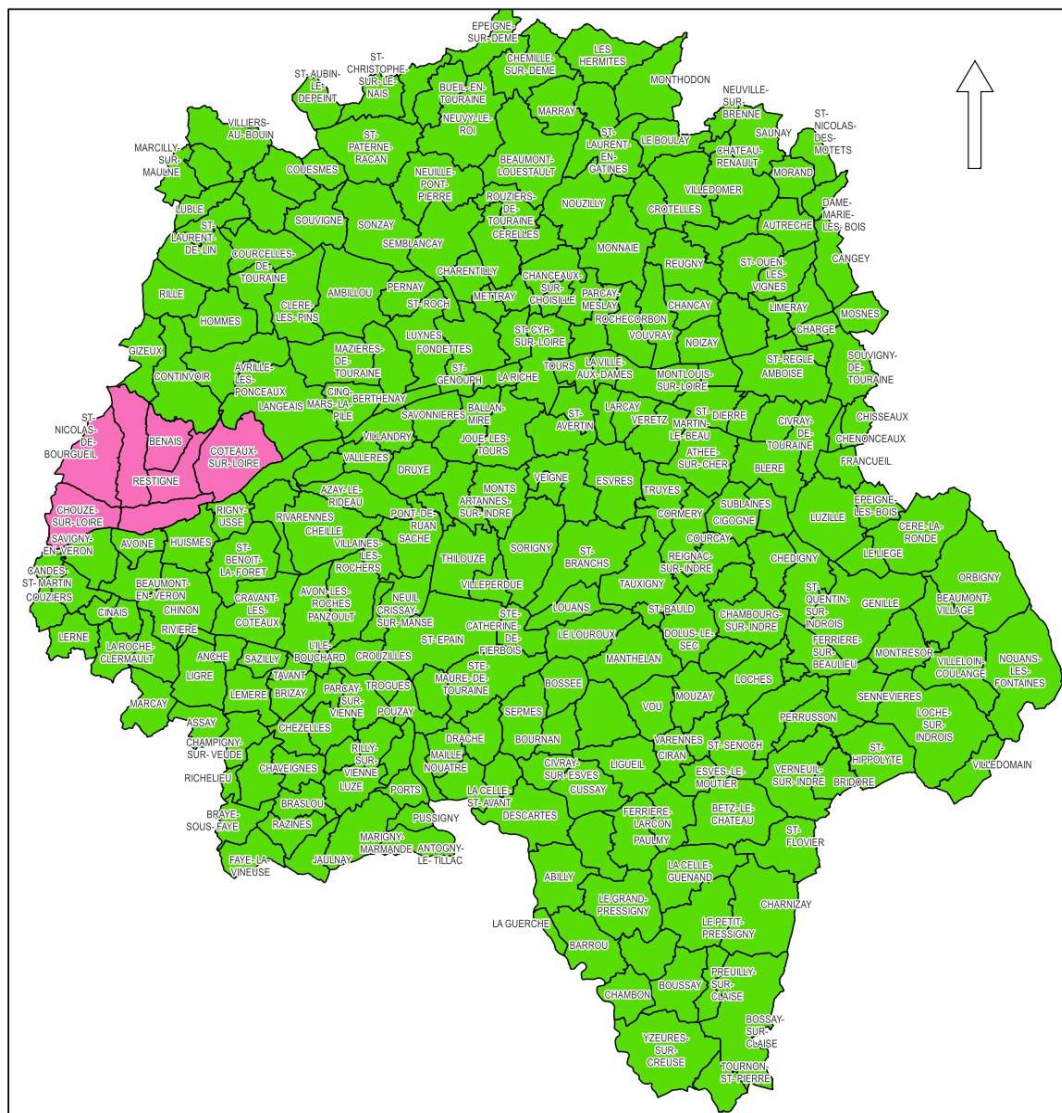 EPEIGNE-
SUR- DEME
ST-
CHRISTOPHE-
SUR-LE-
NAIS
ST- AUBIN-
LE-
DEPEINT
CHEMILLE-
SUR-DEME
LES
HERMITES
BUEIL-EN-
TOURAINE
MONTHODON
NEUVILLE-
SUR-
BRENNE
MARRAY
NEUVY-LE-
ROI
VILLIERS-
AU-BOUIN
ST-
NICOLAS-
DES-
MOTETS
MARCILLY-
SUR-
MAULNE
ST-
PATERNE-
RACAN
ST-
LAURENT-
EN-
GATINES
LE BOULAY
SAUNAY
CHATEAU-
RENAULT
COUESMES
NEUILLE-
PONT-
PIERRE
BEAUMONT-
LOUESTAULT
MORAND
VILLEDOMER
LUBLE
ROUZIERS-
DE-
TOURAINE
NOUZILLY
CROTELLES
DAME-
MARIE-
LES- BOIS
SOUVIGNE
SONZAY
CERELLES
AUTRECHE
ST-
LAURENT-
DE-LIN
SEMBLANCAY
MONNAIE
COURCELLES-
DE-
TOURAINE
REUGNY
ST- OUEN-
LES-
VIGNES
CANGEY
CHARENTILLY
CHANCEAUX-
SUR-
CHOISILLE
RILLE
AMBILLOU
PERNAY
METTRAY
PARCAY-
MESLAY
CLERE-
LES-PINS
ST-ROCH
CHANCAY
LIMERAY
MOSNES
HOMMES
ROCHECORBON
CHARGE
LUYNES
ST-CYR-
SUR-LOIRE
VOUVRAY
NOIZAY
GIZEUX
MAZIERES-
DE-
TOURAINE
FONDETTES
CONTINVOIR
AVRILLE-
LES-
PONCEAUX
ST-
GENOUPH
LA RICHE
TOURS
LA VILLE-
AUX-DAMES
MONTLOUIS-
SUR-LOIRE
ST- REGLE
AMBOISE
SOUVIGNY-
DE-
TOURAINE
CINQ-
MARS-LA-
PILE
BERTHENAY
LANGEAIS
SAVONNIERES
BALLAN-
MIRE
ST-
AVERTIN
LARCAY
VERETZ
ST-
MARTIN-
LE-BEAU
DIERRE
CIVRAY-
DE-
TOURAINE
CHISSEAUX
ST-
NICOLAS-
DE-
BOURGUEIL
BENAIS
COTEAUX-
SUR-LOIRE
VILLANDRY
JOUE-LES-
TOURS
CHENONCEAUX
VALLERES
ATHEE-
SUR-CHER
FRANCUEIL
RESTIGNE
DRUYE
VEIGNE
ESVRES
BLERE
AZAY-LE-
RIDEAU
MONTS
TRUYES
CHOUZE-
SUR-LOIRE
RIGNY-
USSE
RIVARENNES
PONT-DE-
RUAN
ARTANNES-
SUR-INDRE
CORMERY
SUBLAINES
CIGOGNE
LUZILLE
EPEIGNE-
LES-BOIS
CHEILLE
SACHE
CERE-LA-
RONDE
SAVIGNY-
EN-VERON
AVOINE
HUISMES
COURCAY
VILLAINES-
LES-
ROCHERS
SORIGNY
ST-
BRANCHS
ST-
BENOIT-
LA-FORET
THILOUZE
REIGNAC-
SUR-INDRE
CHEDIGNY
LE LIEGE
CANDES-
ST- MARTIN
COUZIERS
ORBIGNY
BEAUMONT-
EN-VERON
VILLEPERDUE
TAUXIGNY
CRAVANT-
LES-
COTEAUX
AVON-LES-
ROCHES
PANZOULT
NEUIL
CRISSAY-
SUR-MANSE
ST-
QUENTIN-
SUR-
INDROIS
GENILLE
BEAUMONT-
VILLAGE
CINAIS
CHINON
LOUANS
ST- BAULD
CHAMBOURG-
SUR-INDRE
RIVIERE
STE-
CATHERINE-
DE-
FIERBOIS
LERNE
LE LOUROUX
DOLUS-LE-
SEC
LA ROCHE-
CLERMAULT
L'ILE-
BOUCHARD
ST-EPAIN
FERRIERE-
SUR-
BEAULIEU
MONTRESOR
ANCHE
SAZILLY
CROUZILLES
MANTHELAN
VILLELOIN-
COULANGE
NOUANS-
LES-
FONTAINES
LIGRE
TAVANT
STE-
MAURE- DE-
TOURAINE
BOSSEE
LOCHES
LEMERE
BRIZAY
PARCAY-
SUR-
VIENNE
TROGUES
MARCAY
MOUZAY
SENNEVIERES
POUZAY
SEPMES
VOU
LOCHE-
SUR-
INDROIS
ASSAY
CHEZELLES
PERRUSSON
CHAMPIGNY-
SUR- VEUDE
DRACHE
BOURNAN
VARENNES
ST- SENOCH
RILLY-
SUR-
VIENNE
MAILLE
NOUATRE
CIRAN
ST-
HIPPOLYTE
RICHELIEU
CHAVEIGNES
CIVRAY-
SUR-ESVES
LIGUEIL
VILLEDOMAIN
LUZE
PORTS
CUSSAY
ESVES-LE-
MOUTIER
VERNEUIL-
SUR-INDRE
BRIDORE
BRASLOU
LA CELLE-
ST-AVANT
BRAYE-
SOUS-FAYE
RAZINES
PUSSIGNY
DESCARTES
FERRIERE-
LARCON
BETZ-LE-
CHATEAU
PAULMY
ST-
FLOVIER
MARIGNY-
MARMANDE
ANTOGNY-
LE-TILLAC
FAYE-LA-
VINEUSE
JAULNAY
ABILLY
LA CELLE-
GUENAND
LE GRAND-
PRESSIGNY
CHARNIZAY
LA GUERCHE
LE PETIT-
PRESSIGNY
BARROU
PREUILLY-
SUR-
CLAISE
BOUSSAY
CHAMBON
BOSSAY-
SUR-
CLAISE
YZEURES-
SUR-
CREUSE
TOURNON-
ST-PIERRE